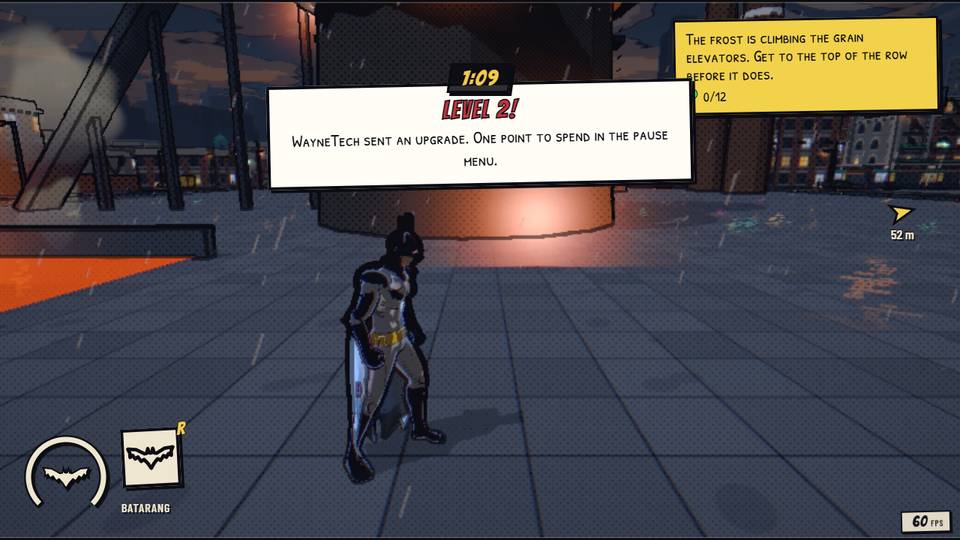 THE FROST IS CLIMBING THE GRAIN
ELEVATORS. GET TO THE TOP OF THE ROW
BEFORE IT DOES.
0/12
1:09
LEVEL 2!
WAYNETECH SENT AN UPGRADE. ONE POINT TO SPEND IN THE PAUSE
MENU.
52 m
R
BATARANG
60 FPS